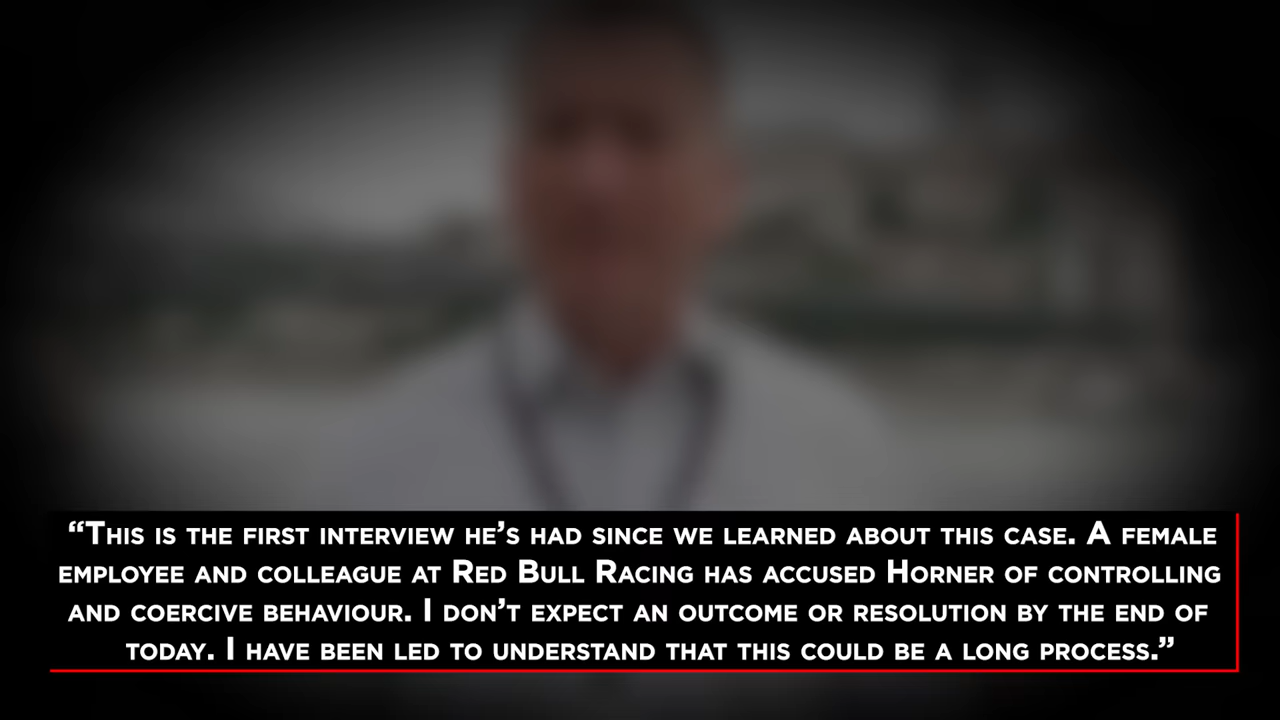 “This is the first interview he’s had since we learned about this case. A female
employee and colleague at Red Bull Racing has accused Horner of controlling
and coercive behaviour. I don’t expect an outcome or resolution by the end of
today. I have been led to understand that this could be a long process.”